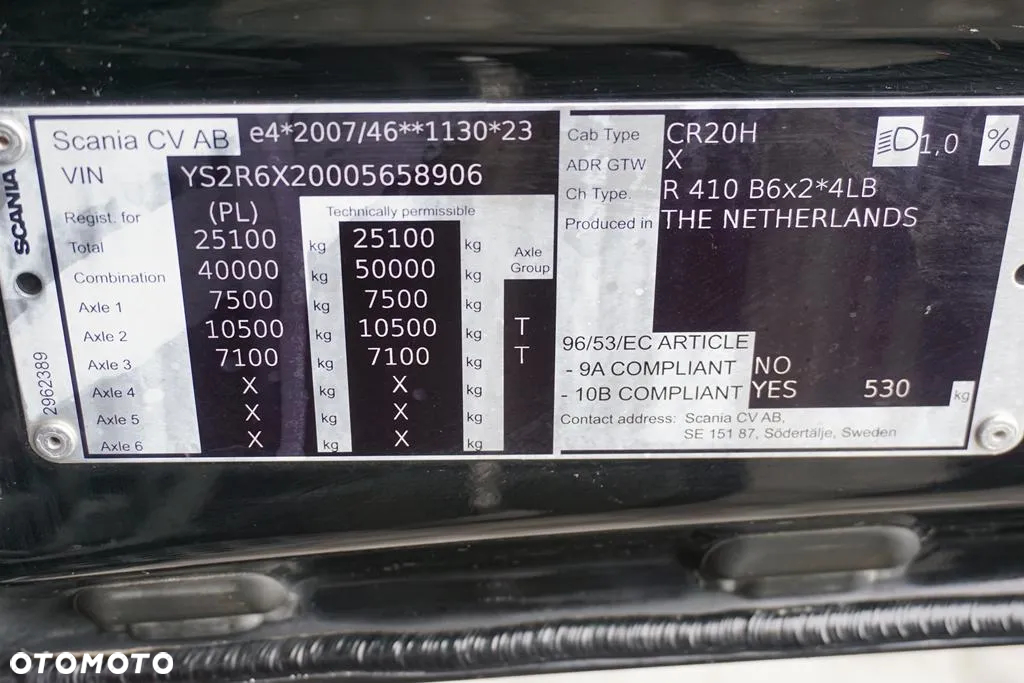 Scania CV AB e4*2007/46**1130*23
VIN YS2R6X20005658906
Regist. for (PL) Technically permissible
Total 25100 kg 25100 kg Axle Group
Combination 40000 kg 50000 kg
Axle 1 7500 kg 7500 kg
Axle 2 10500 kg 10500 kg T
Axle 3 7100 kg 7100 kg T
Axle 4 X kg X kg
Axle 5 X kg X kg
Axle 6 X kg X kg
SCANIA
2962389
Cab Type CR20H 1,0 %
ADR GTW X
Ch Type. R 410 B6x2*4LB
Produced in THE NETHERLANDS
96/53/EC ARTICLE
- 9A COMPLIANT NO
- 10B COMPLIANT YES 530 kg
Contact address: Scania CV AB,
SE 151 87, Södertälje, Sweden
OTOMOTO